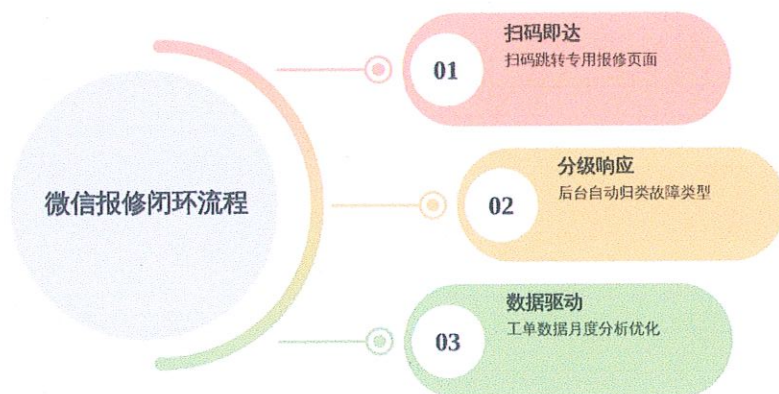 微信报修闭环流程
01
扫码即达
扫码跳转专用报修页面
02
分级响应
后台自动归类故障类型
03
数据驱动
工单数据月度分析优化